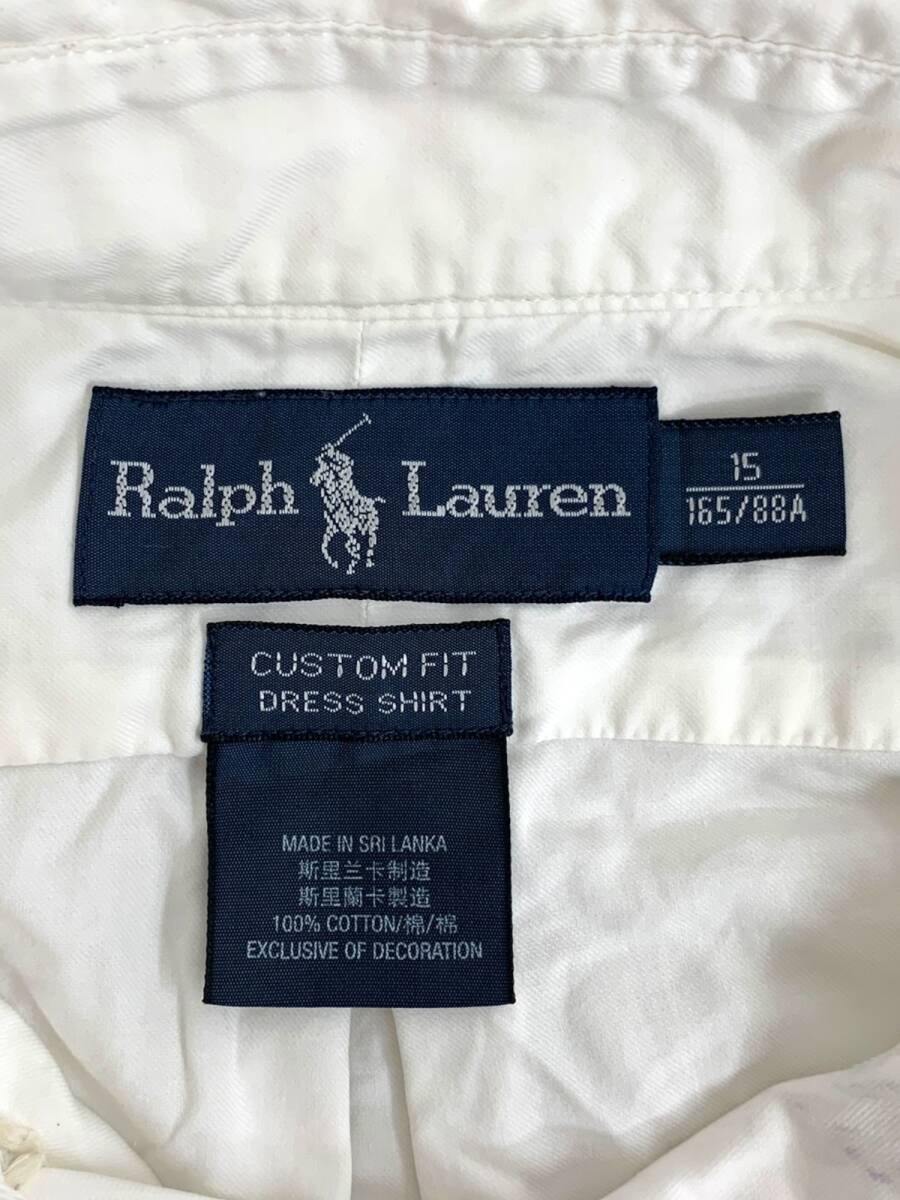 Ralph Lauren
15
165/88A
CUSTOM FIT
DRESS SHIRT
MADE IN SRI LANKA
斯里兰卡制造
斯里蘭卡製造
100% COTTON/棉/棉
EXCLUSIVE OF DECORATION